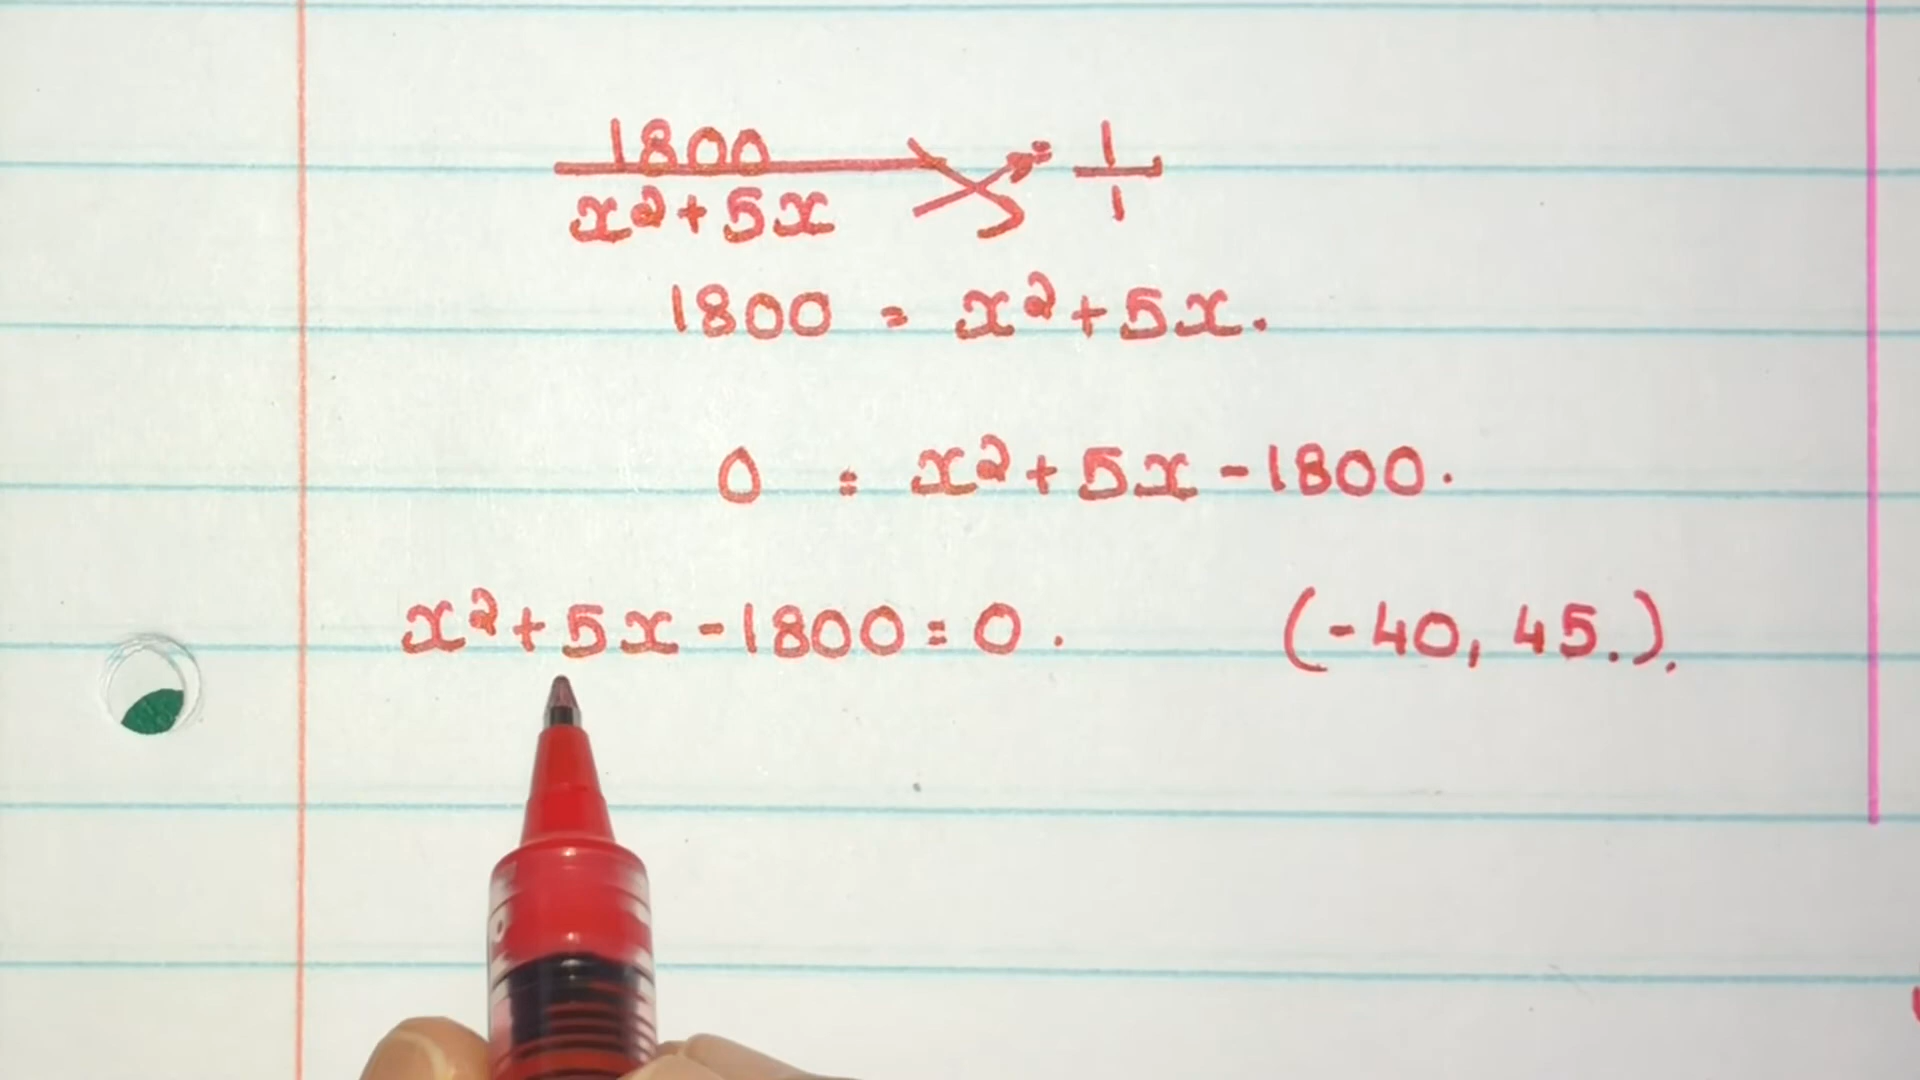 1800 = 1
x²+5x 1
1800 = x²+5x.
0 = x²+5x-1800.
x²+5x-1800=0. (-40, 45.).